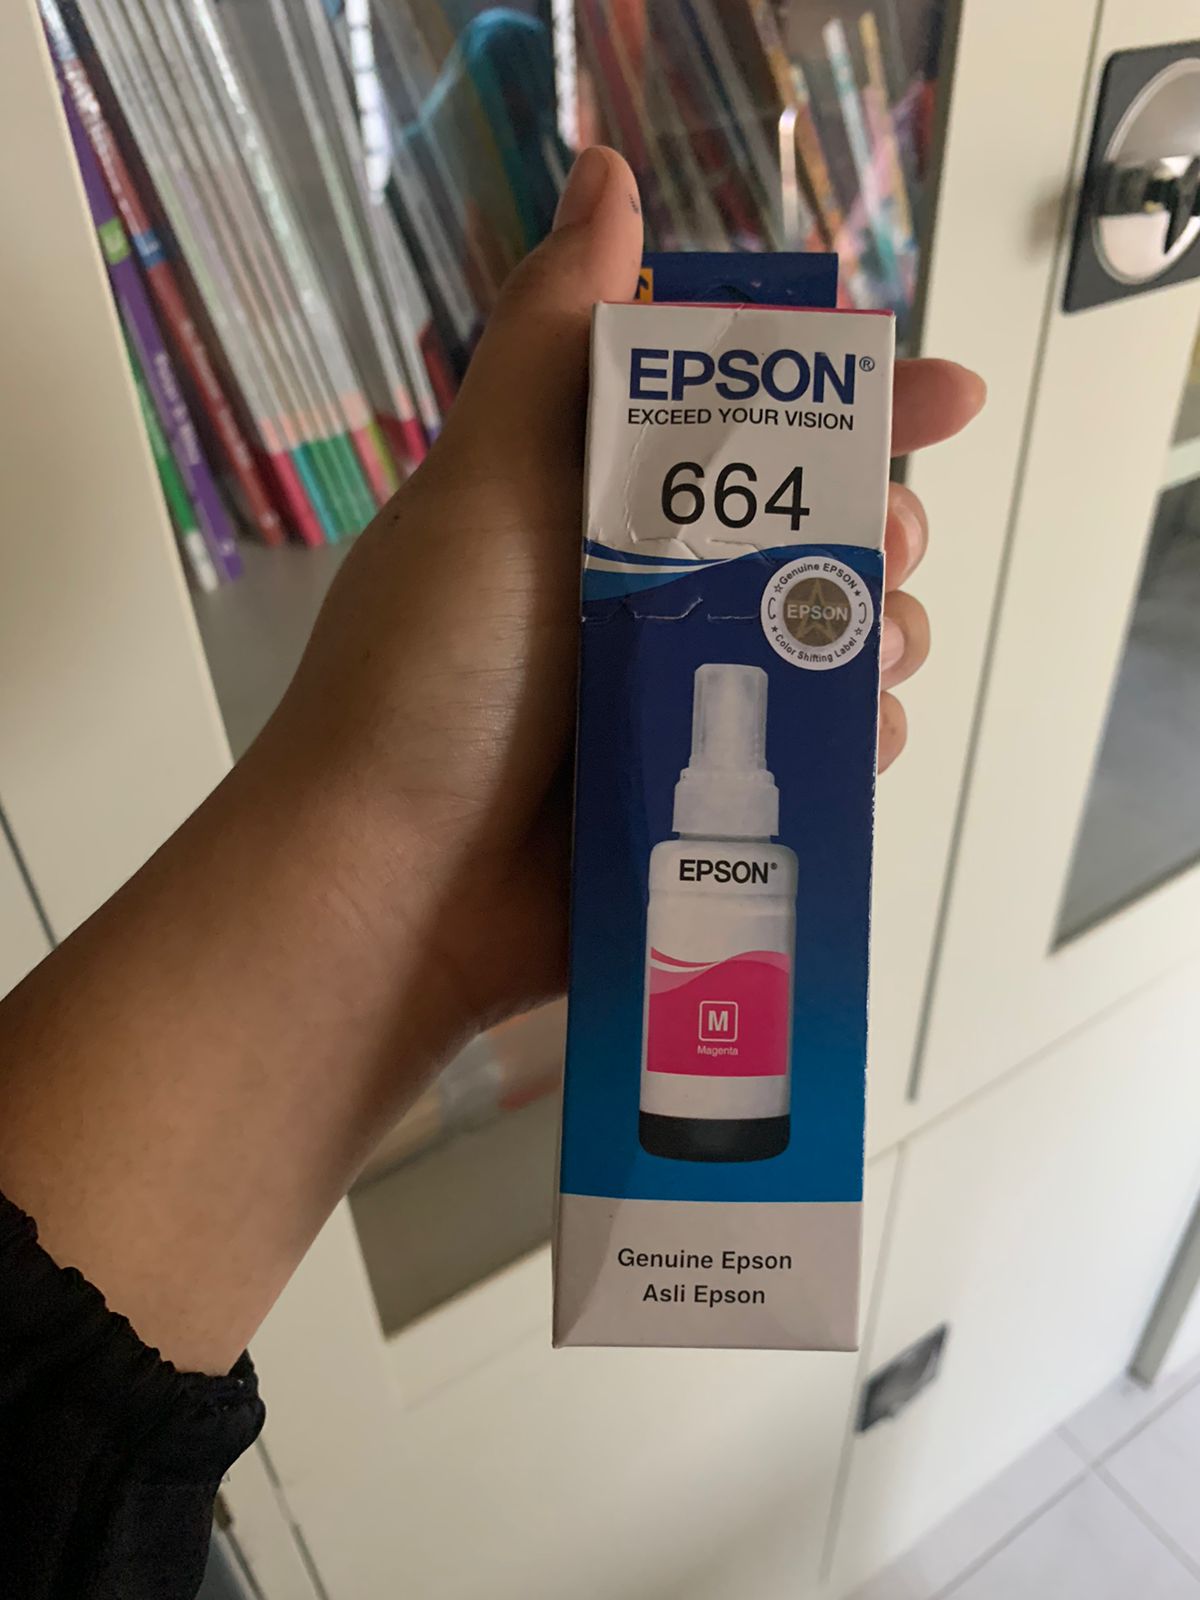 EPSON®
EXCEED YOUR VISION
664
Genuine EPSON
EPSON
Color Shifting Label
EPSON®
M
Magenta
Genuine Epson
Asli Epson